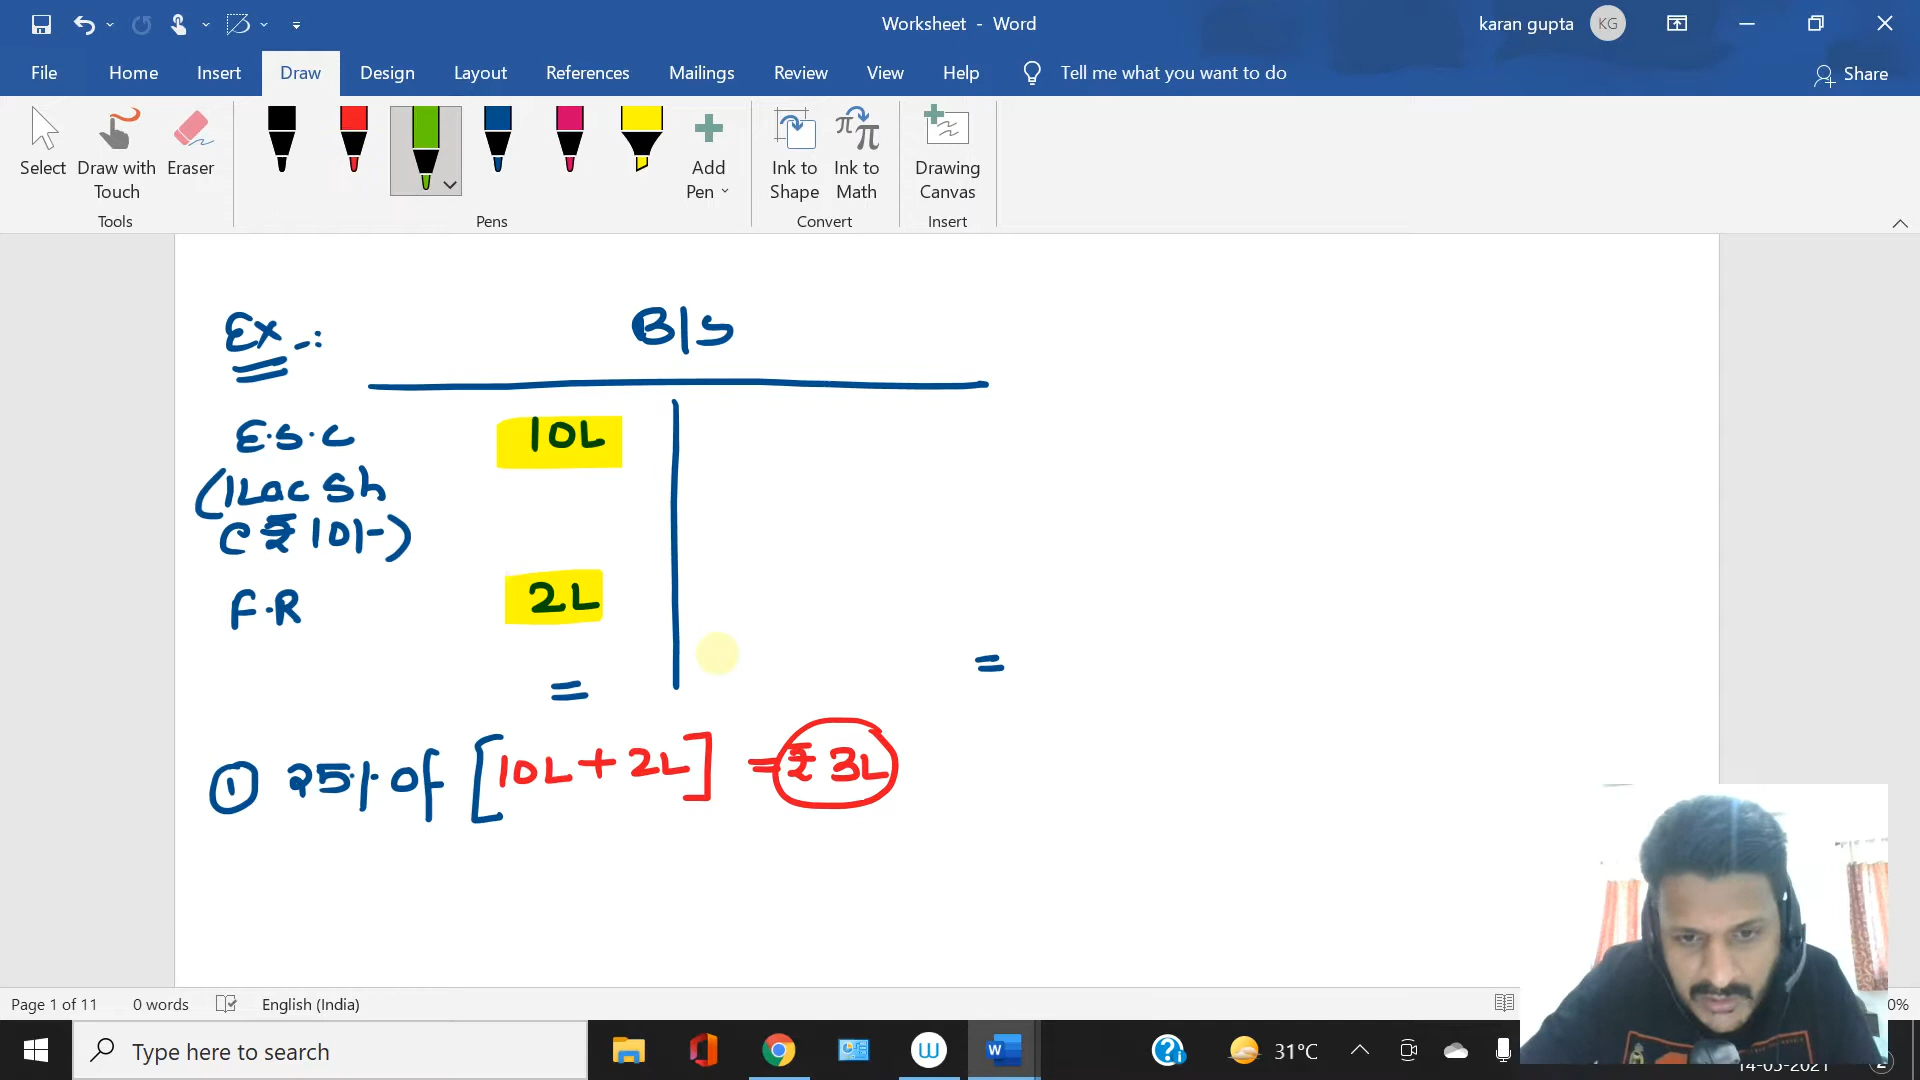 Worksheet - Word
karan gupta
KG
File Home Insert Draw Design Layout References Mailings Review View Help Tell me what you want to do
Share
Select
Draw with Touch
Eraser
Add Pen
Ink to Shape
Ink to Math
Drawing Canvas
Tools
Pens
Convert
Insert
Ex -:
B|S
E.S.C 10L
(1Lac Sh
@ ₹ 10/-)
F.R 2L
= =
① 25% of [10L + 2L] = ₹ 3L
Page 1 of 11 0 words English (India)
0%
Type here to search
W
31°C